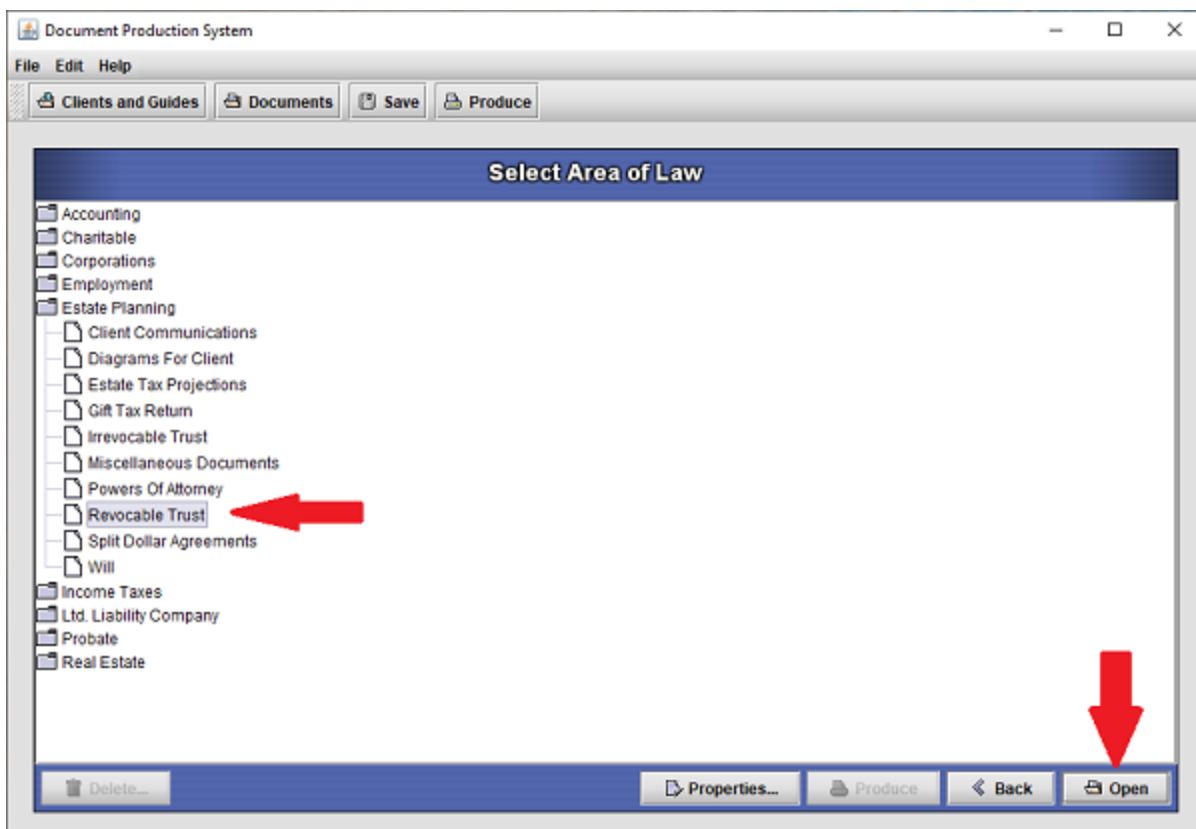 Document Production System
File Edit Help
Clients and Guides Documents Save Produce
Select Area of Law
Accounting
Charitable
Corporations
Employment
Estate Planning
Client Communications
Diagrams For Client
Estate Tax Projections
Gift Tax Return
Irrevocable Trust
Miscellaneous Documents
Powers Of Attorney
Revocable Trust
Split Dollar Agreements
Will
Income Taxes
Ltd. Liability Company
Probate
Real Estate
Delete... Properties... Produce Back Open